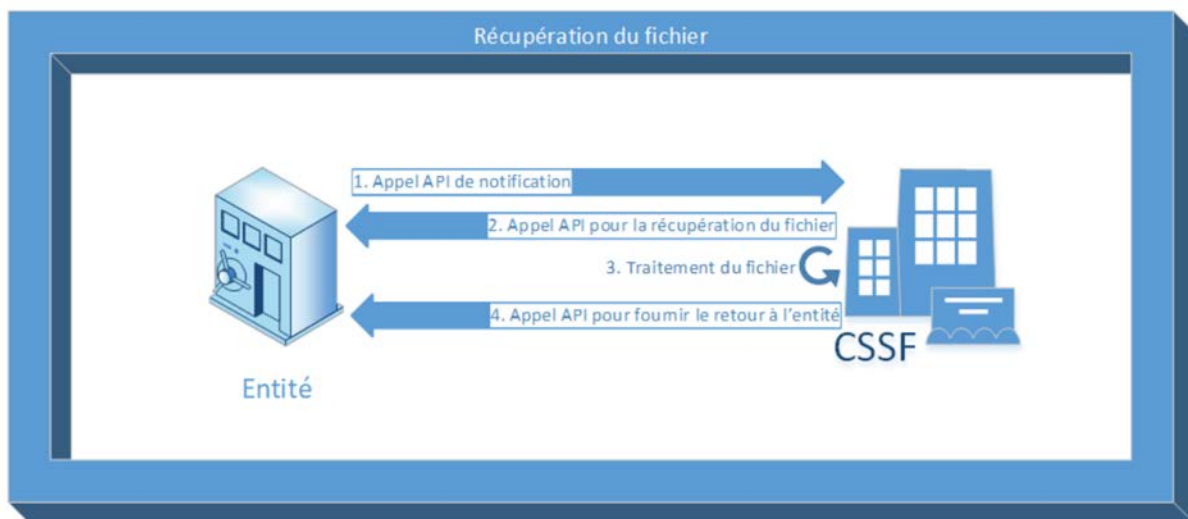 Récupération du fichier
1. Appel API de notification
2. Appel API pour la récupération du fichier
3. Traitement du fichier
4. Appel API pour fournir le retour à l'entité
CSSF
Entité